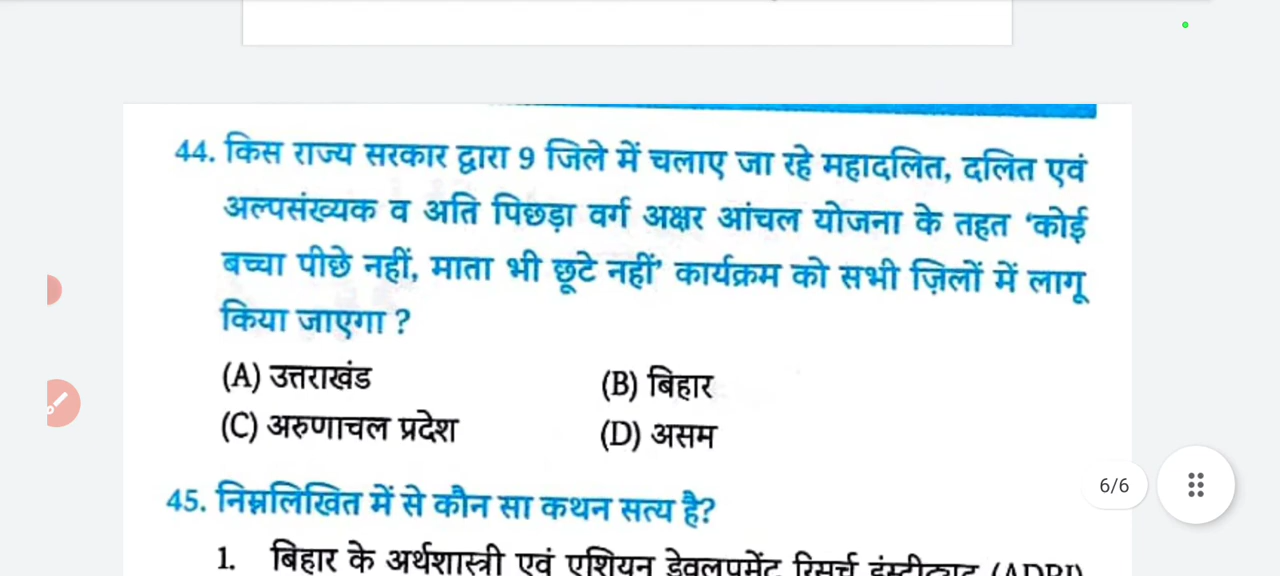 44. किस राज्य सरकार द्वारा 9 जिले में चलाए जा रहे महादलित, दलित एवं
अल्पसंख्यक व अति पिछड़ा वर्ग अक्षर आंचल योजना के तहत ‘कोई
बच्चा पीछे नहीं, माता भी छूटे नहीं’ कार्यक्रम को सभी ज़िलों में लागू
किया जाएगा ?
(A) उत्तराखंड (B) बिहार
(C) अरुणाचल प्रदेश (D) असम
6/6
45. निम्नलिखित में से कौन सा कथन सत्य है?
1. बिहार के अर्थशास्त्री एवं एशियन डेवलपमेंट रिसर्च इंस्टीट्यूट (ADRI)